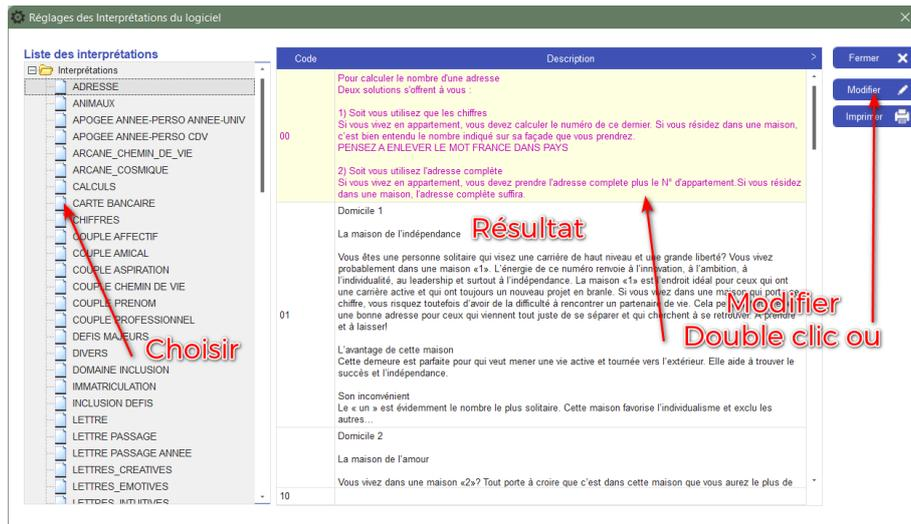 Réglages des Interprétations du logiciel
Liste des interprétations
Interprétations
ADRESSE
ANIMAUX
APOGEE ANNEE-PERSO ANNEE-UNIV
APOGEE ANNEE-PERSO CDV
ARCANE_CHEMIN_DE_VIE
ARCANE_COSMIQUE
CALCULS
CARTE BANCAIRE
CHIFFRES
COUPLE AFFECTIF
COUPLE AMICAL
COUPLE ASPIRATION
COUPLE CHEMIN DE VIE
COUPLE PRENOM
COUPLE PROFESSIONNEL
DEFIS MAJEURS
DIVERS
DOMAINE INCLUSION
IMMATRICULATION
INCLUSION DEFIS
LETTRE
LETTRE PASSAGE
LETTRE PASSAGE ANNEE
LETTRES_CREATIVES
LETTRES_EMOTIVES
LETTRES_INTUITIVES
Choisir
Code Description >
00
Pour calculer le nombre d'une adresse
Deux solutions s'offrent à vous :
1) Soit vous utilisez que les chiffres
Si vous vivez en appartement, vous devez calculer le numéro de ce dernier. Si vous résidez dans une maison,
c'est bien entendu le nombre indiqué sur sa façade que vous prendrez.
PENSEZ A ENLEVER LE MOT FRANCE DANS PAYS
2) Soit vous utilisez l'adresse complète
Si vous vivez en appartement, vous devez prendre l'adresse complete plus le N° d'appartement.Si vous résidez
dans une maison, l'adresse complète suffira.
01
Domicile 1
La maison de l'indépendance
Résultat
Vous êtes une personne solitaire qui visez une carrière de haut niveau et une grande liberté? Vous vivez
probablement dans une maison «1». L'énergie de ce numéro renvoie à l'innovation, à l'ambition, à
l'individualité, au leadership et surtout à l'indépendance. La maison «1» est l'endroit idéal pour ceux qui ont
une carrière active et qui ont toujours un nouveau projet en branle. Si vous vivez dans une maison qui porte ce
chiffre, vous risquez toutefois d'avoir de la difficulté à rencontrer un partenaire de vie. Cela
une bonne adresse pour ceux qui viennent tout juste de se séparer et qui cherchent à se retrouver. A prendre
et à laisser!
L'avantage de cette maison
Cette demeure est parfaite pour qui veut mener une vie active et tournée vers l'extérieur. Elle aide à trouver le
succès et l'indépendance.
Son inconvénient
Le « un » est évidemment le nombre le plus solitaire. Cette maison favorise l'individualisme et exclu les
autres…
Domicile 2
La maison de l'amour
Vous vivez dans une maison «2»? Tout porte à croire que c'est dans cette maison que vous aurez le plus de
10
Fermer
Modifier
Imprimer
Modifier
Double clic ou